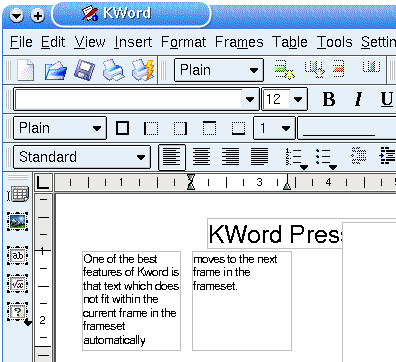 KWord
File Edit View Insert Format Frames Table Tools Settin
Plain
12 B I U
Plain 1
Standard
1 3 4 5
KWord Press
1
2
One of the best
features of Kword is
that text which does
not fit within the
current frame in the
frameset
automatically
moves to the next
frame in the
frameset.